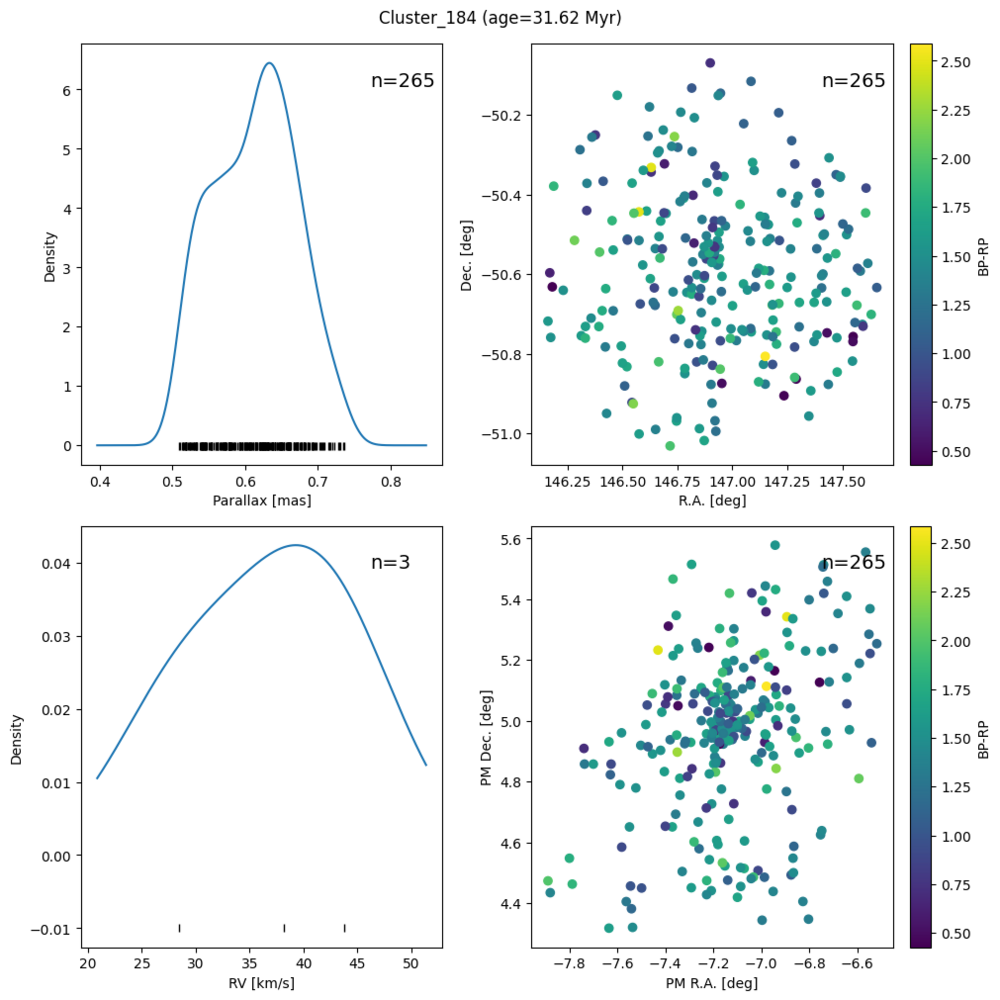 Cluster_184 (age=31.62 Myr)
n=265
Density
0
1
2
3
4
5
6
0.4 0.5 0.6 0.7 0.8
Parallax [mas]
n=265
Dec. [deg]
−50.2
−50.4
−50.6
−50.8
−51.0
146.25 146.50 146.75 147.00 147.25 147.50
R.A. [deg]
2.50
2.25
2.00
1.75
1.50
1.25
1.00
0.75
0.50
BP-RP
n=3
Density
0.04
0.03
0.02
0.01
0.00
−0.01
20 25 30 35 40 45 50
RV [km/s]
n=265
PM Dec. [deg]
5.6
5.4
5.2
5.0
4.8
4.6
4.4
−7.8 −7.6 −7.4 −7.2 −7.0 −6.8 −6.6
PM R.A. [deg]
2.50
2.25
2.00
1.75
1.50
1.25
1.00
0.75
0.50
BP-RP